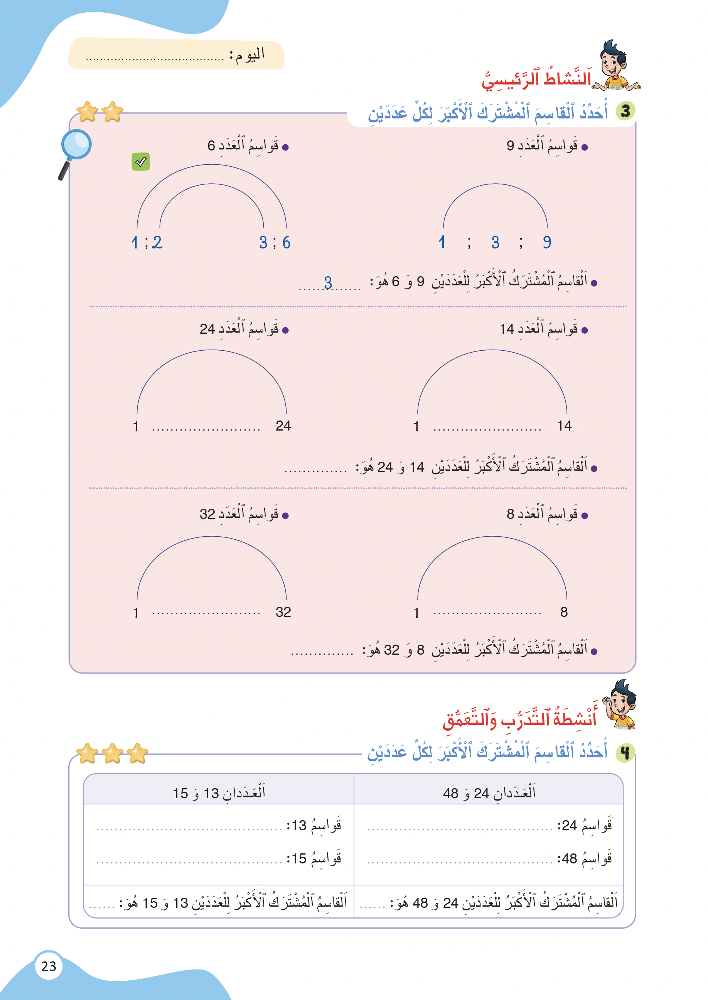 اليوم: ....................................
اَلنَّشاطُ ٱلرَّئيـسِيُّ
3 أُحَدِّدُ ٱلْقاسِمَ ٱلْمُشْتَرَكَ ٱلْأَكْبَرَ لِكُلِّ عَدَدَيْنِ
• قَواسِمُ ٱلْعَدَدِ 9
1 ; 3 ; 9
• قَواسِمُ ٱلْعَدَدِ 6
1 ; 2 3 ; 6
• اَلْقاسِمُ ٱلْمُشْتَرَكُ ٱلْأَكْبَرُ لِلْعَدَدَيْنِ 9 وَ 6 هُوَ: 3
• قَواسِمُ ٱلْعَدَدِ 14
1 ........................ 14
• قَواسِمُ ٱلْعَدَدِ 24
1 ........................ 24
• اَلْقاسِمُ ٱلْمُشْتَرَكُ ٱلْأَكْبَرُ لِلْعَدَدَيْنِ 14 وَ 24 هُوَ: ..............
• قَواسِمُ ٱلْعَدَدِ 8
1 ........................ 8
• قَواسِمُ ٱلْعَدَدِ 32
1 ........................ 32
• اَلْقاسِمُ ٱلْمُشْتَرَكُ ٱلْأَكْبَرُ لِلْعَدَدَيْنِ 8 وَ 32 هُوَ: ..............
أَنْشِطَةُ ٱلتَّدَرُّبِ وَٱلتَّعَمُّقِ
4 أُحَدِّدُ ٱلْقاسِمَ ٱلْمُشْتَرَكَ ٱلْأَكْبَرَ لِكُلِّ عَدَدَيْنِ
اَلْعَـدَدانِ 24 وَ 48
قَواسِمُ 24: .........................................
قَواسِمُ 48: .........................................
اَلْقاسِمُ ٱلْمُشْتَرَكُ ٱلْأَكْبَرُ لِلْعَدَدَيْنِ 24 وَ 48 هُوَ: ......
اَلْعَـدَدانِ 13 وَ 15
قَواسِمُ 13: .........................................
قَواسِمُ 15: .........................................
اَلْقاسِمُ ٱلْمُشْتَرَكُ ٱلْأَكْبَرُ لِلْعَدَدَيْنِ 13 وَ 15 هُوَ: ......
23